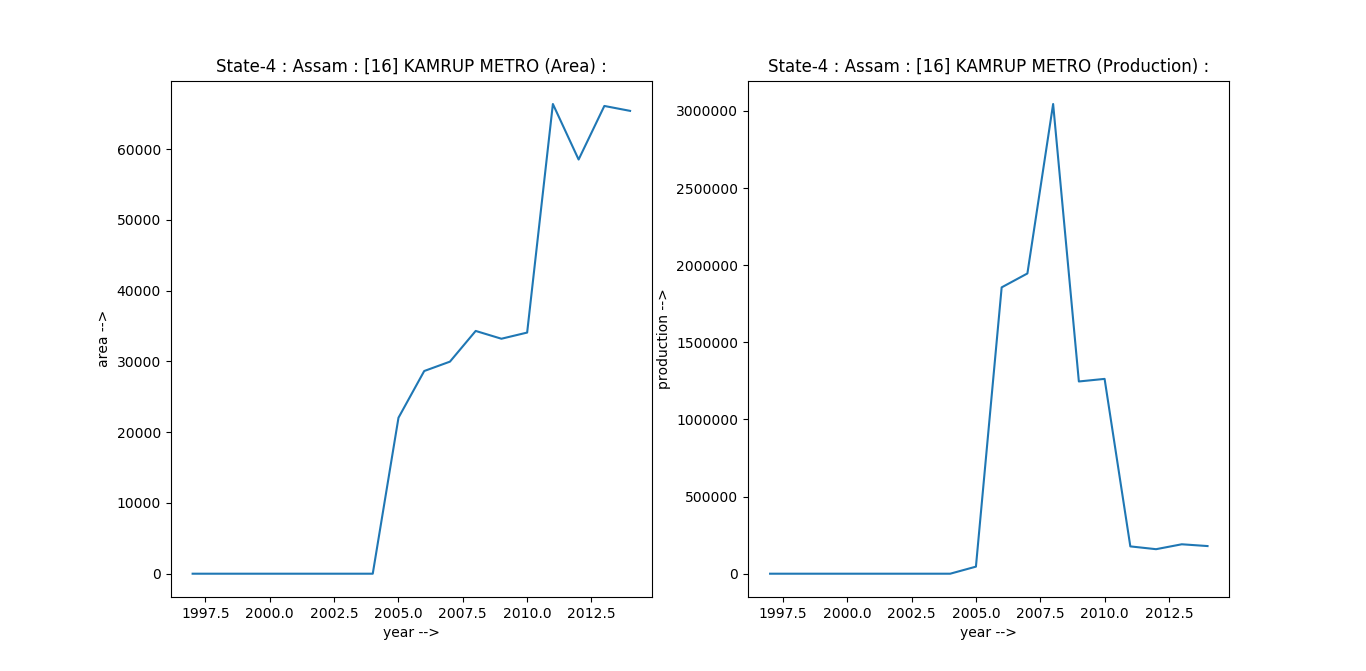 State-4 : Assam : [16] KAMRUP METRO (Area) :
60000
50000
40000
30000
20000
10000
0
area -->
1997.5 2000.0 2002.5 2005.0 2007.5 2010.0 2012.5
year -->
State-4 : Assam : [16] KAMRUP METRO (Production) :
3000000
2500000
2000000
1500000
1000000
500000
0
production -->
1997.5 2000.0 2002.5 2005.0 2007.5 2010.0 2012.5
year -->